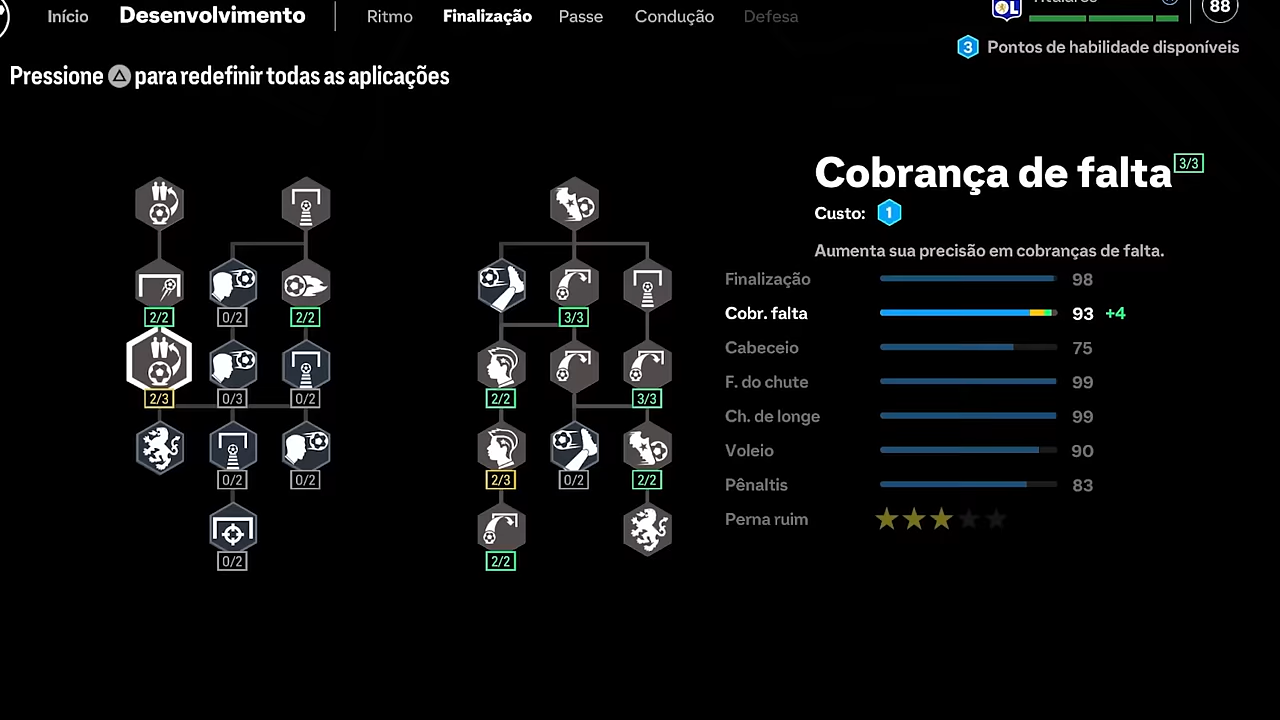 Início Desenvolvimento Ritmo Finalização Passe Condução Defesa
Titulares
88
3 Pontos de habilidade disponíveis
Pressione para redefinir todas as aplicações
Cobrança de falta 3/3
Custo: 1
Aumenta sua precisão em cobranças de falta.
Finalização 98
Cobr. falta 93 +4
Cabeceio 75
F. do chute 99
Ch. de longe 99
Voleio 90
Pênaltis 83
Perna ruim
2/2 0/2 2/2 3/3
2/3 0/3 0/2 2/2 3/3
0/2 0/2 2/3 0/2 2/2
0/2 2/2